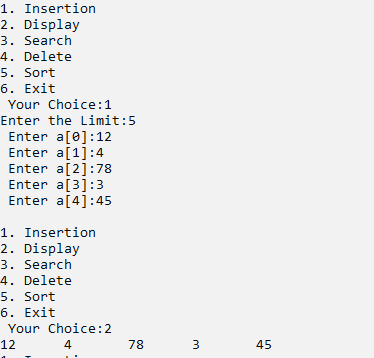 1. Insertion
2. Display
3. Search
4. Delete
5. Sort
6. Exit
 Your Choice:1
Enter the Limit:5
 Enter a[0]:12
 Enter a[1]:4
 Enter a[2]:78
 Enter a[3]:3
 Enter a[4]:45

1. Insertion
2. Display
3. Search
4. Delete
5. Sort
6. Exit
 Your Choice:2
12      4       78      3       45